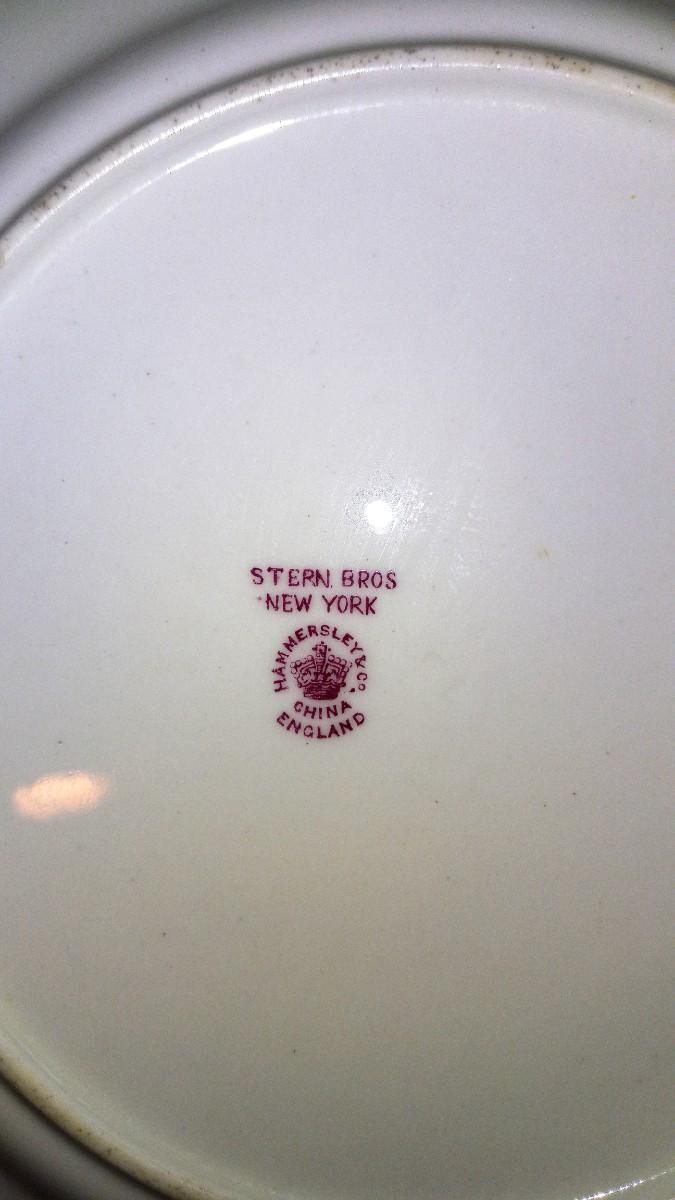 STERN BROS
NEW YORK
HAMMERSLEY & Co.
CHINA
ENGLAND